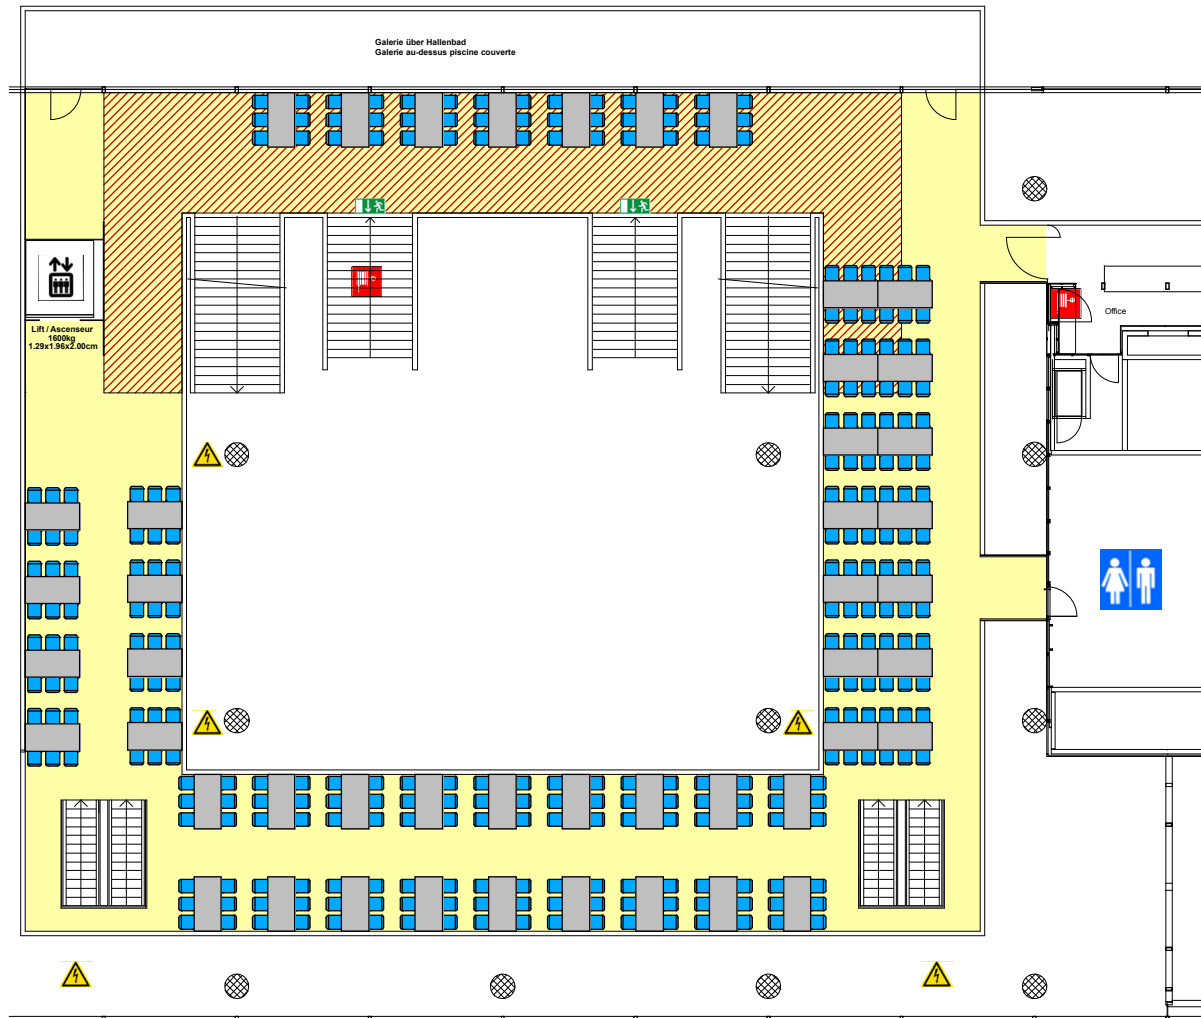 Galerie über Hallenbad
Galerie au-dessus piscine couverte
Lift / Ascenseur
1600kg
1.29x1.96x2.00cm
Office